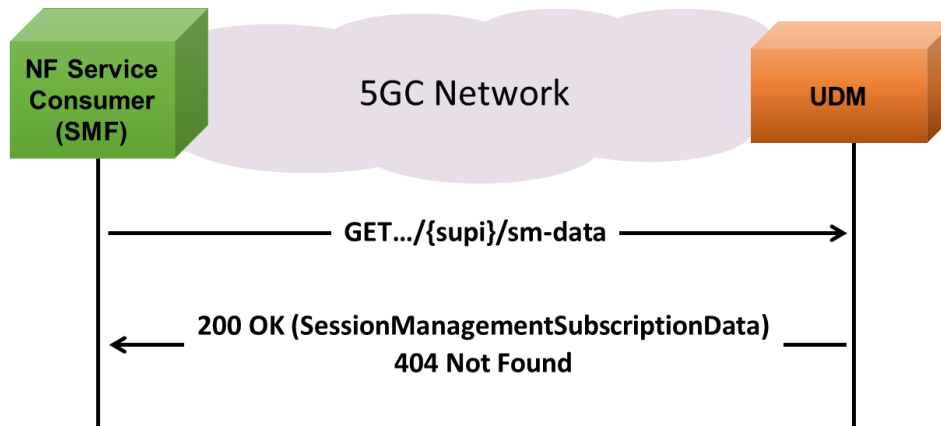 NF Service
Consumer
(SMF)
5GC Network
UDM
GET…/{supi}/sm-data
200 OK (SessionManagementSubscriptionData)
404 Not Found